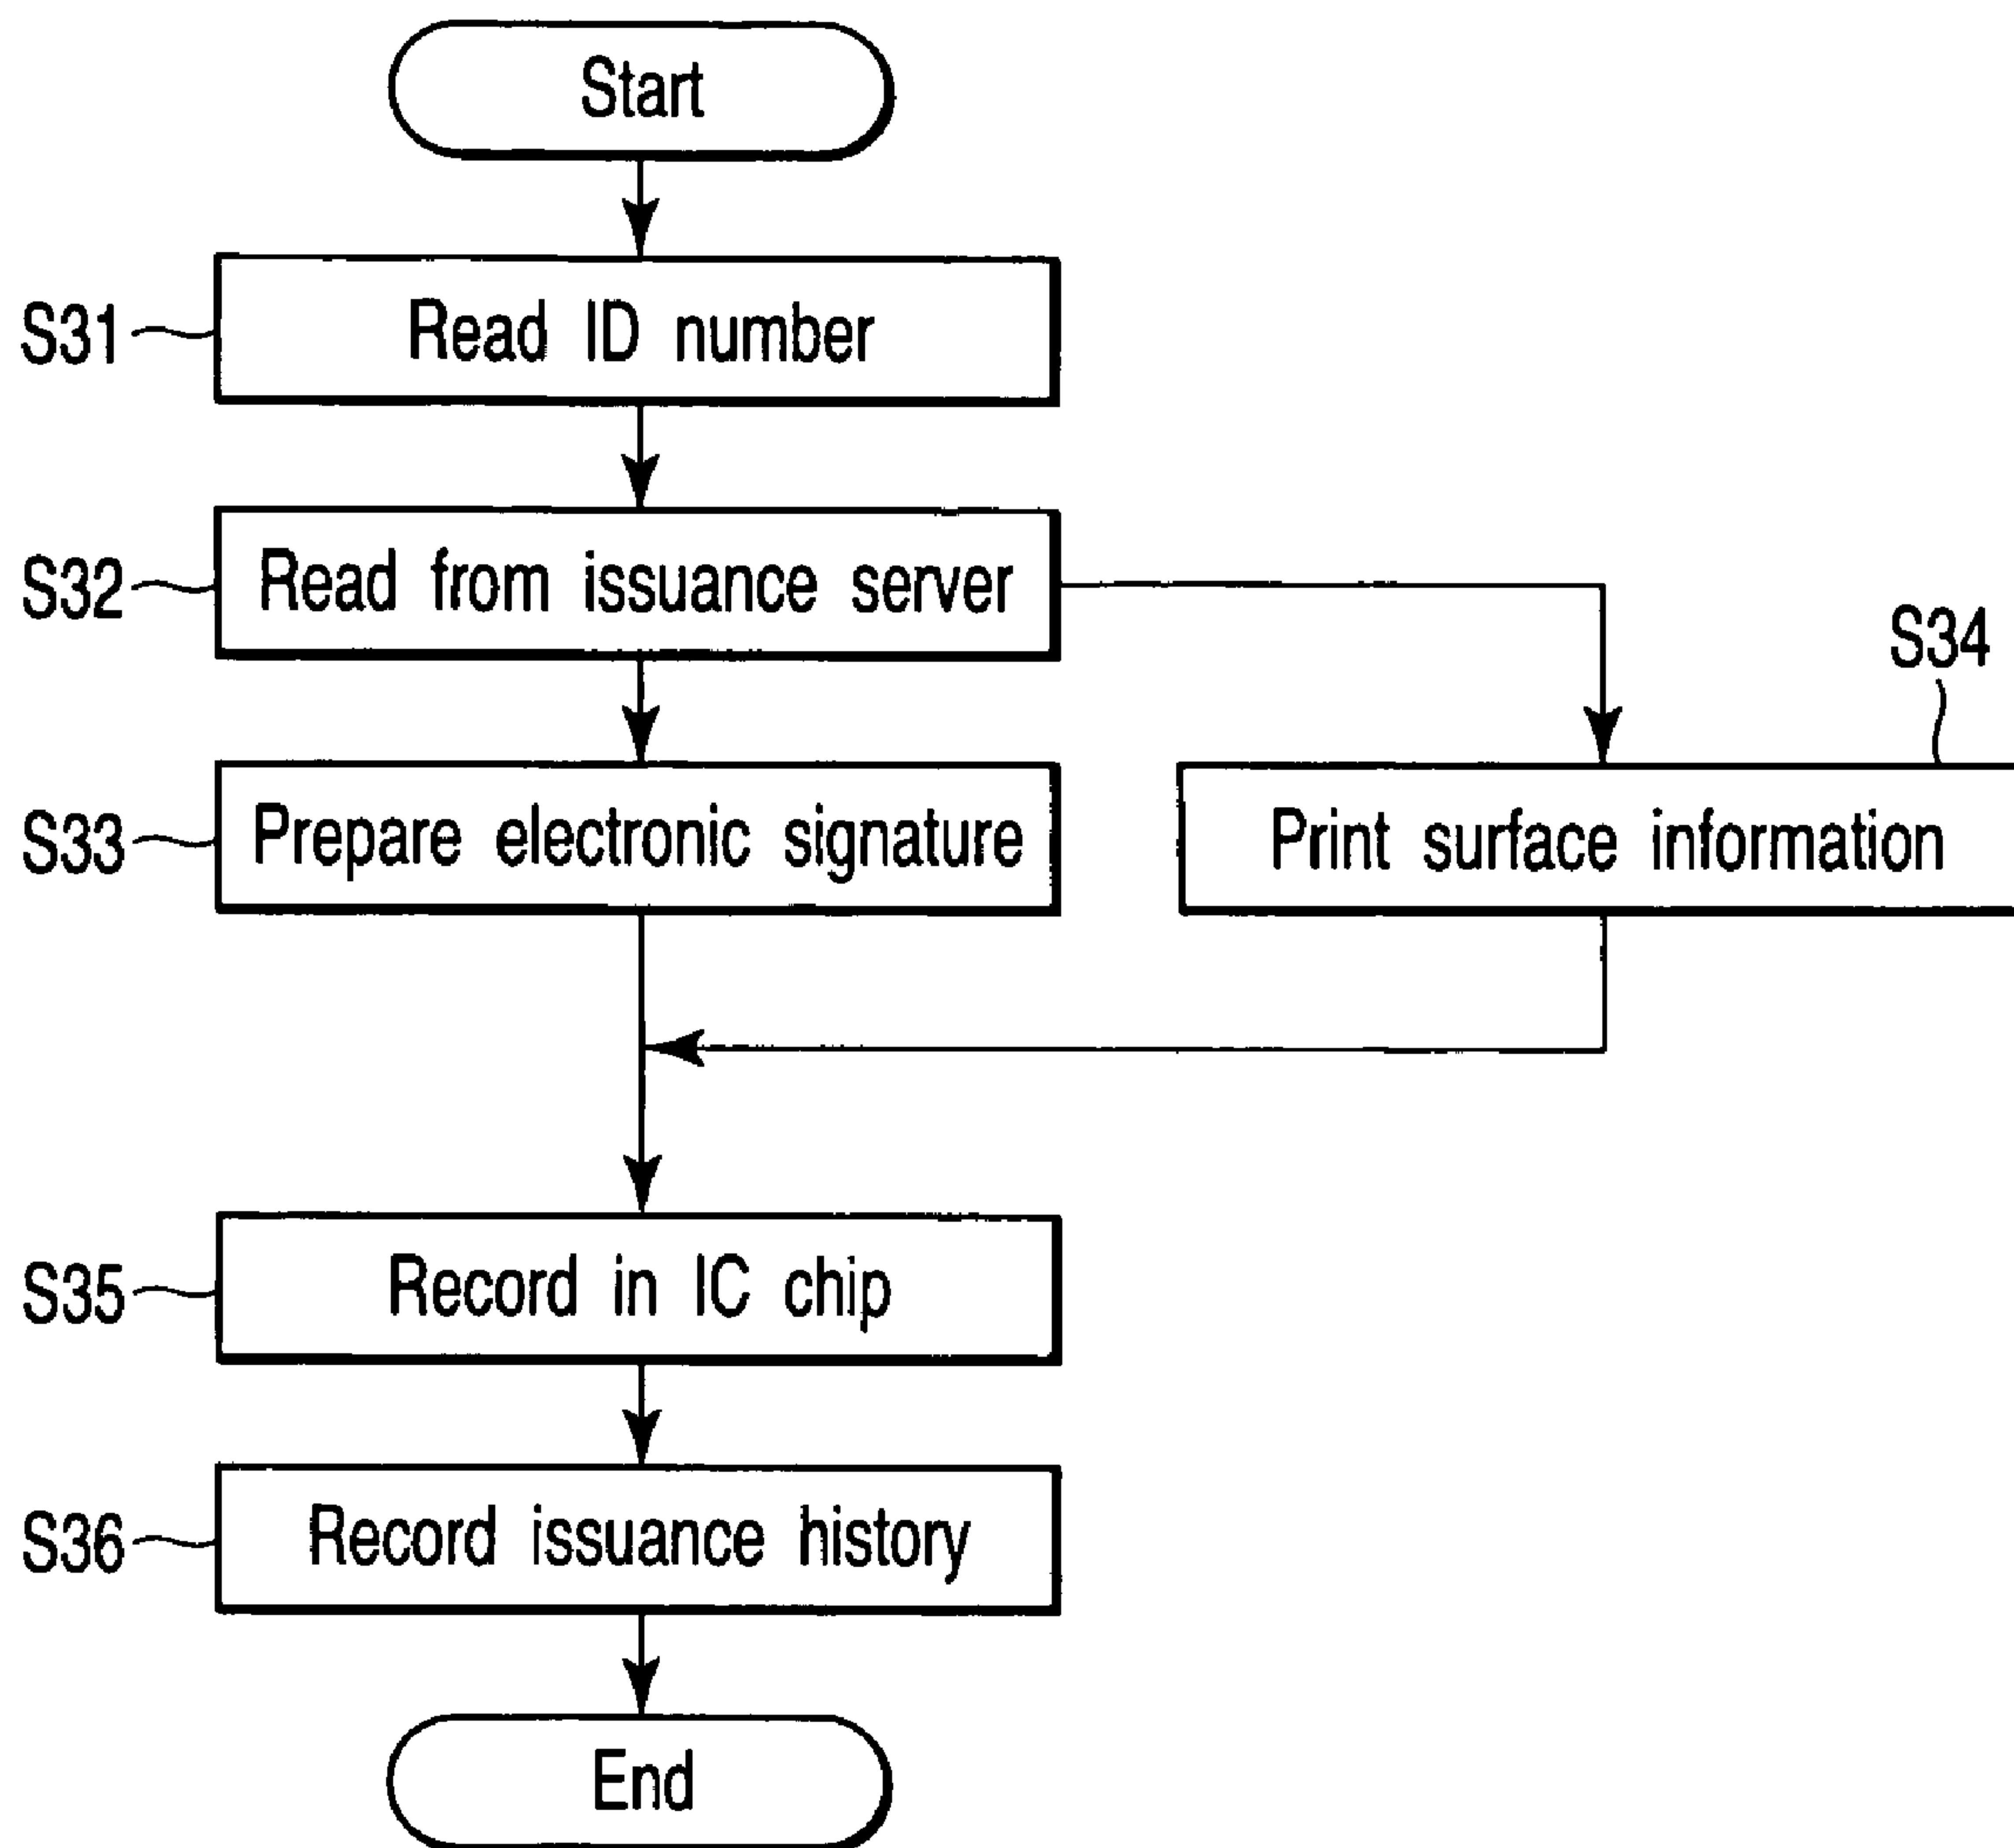 Start
S31
Read ID number
S32
Read from issuance server
S34
S33
Prepare electronic signature
Print surface information
S35
Record in IC chip
S36
Record issuance history
End